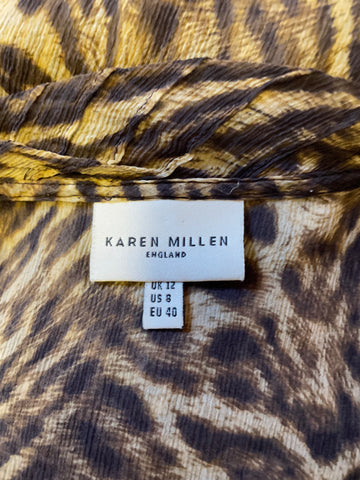 KAREN MILLEN
ENGLAND
UK 12
US 8
EU 40